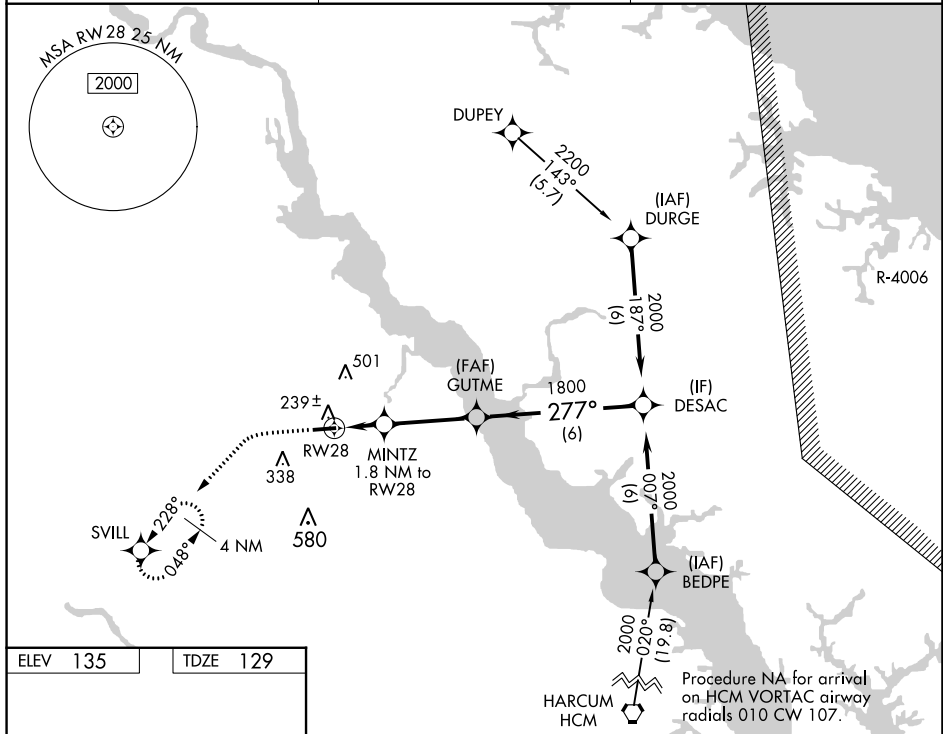 MSA RW 28 25 NM
2000
DUPEY
2200
143°
(5.7)
(IAF)
DURGE
2000
187°
(6)
R-4006
501
(FAF)
GUTME
1800
277°
(6)
(IF)
DESAC
239±
RW28
MINTZ
1.8 NM to
RW28
338
580
SVILL
228°
048°
4 NM
2000
007°
(6)
(IAF)
BEDPE
2000
020°
(19.8)
HARCUM
HCM
Procedure NA for arrival
on HCM VORTAC airway
radials 010 CW 107.
ELEV 135
TDZE 129